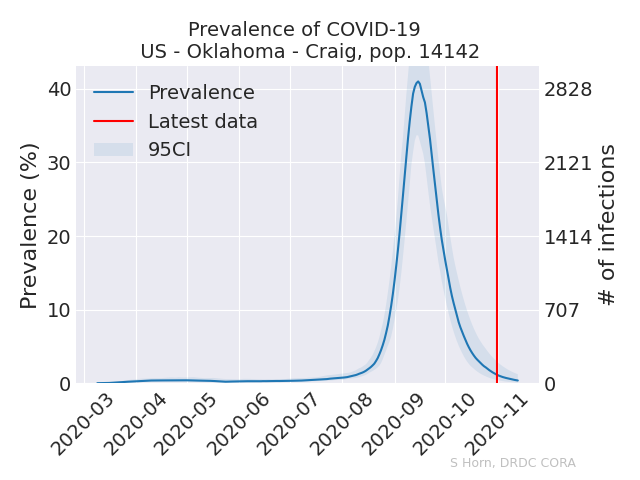 Prevalence of COVID-19
US - Oklahoma - Craig, pop. 14142
Prevalence
Latest data
95CI
Prevalence (%)
40
30
20
10
0
2828
2121
1414
707
0
# of infections
2020-03
2020-04
2020-05
2020-06
2020-07
2020-08
2020-09
2020-10
2020-11
S Horn, DRDC CORA